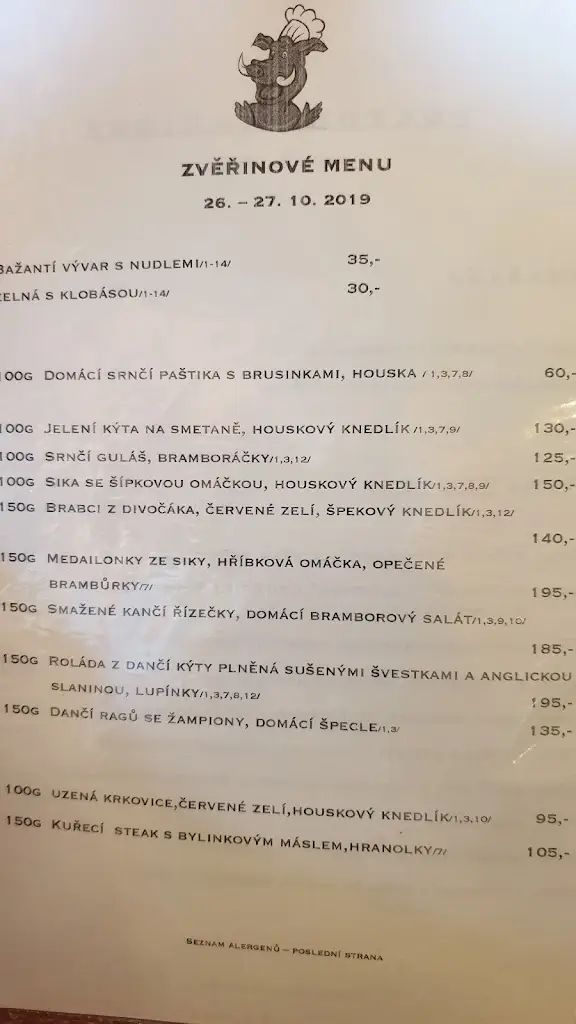 ZVĚŘINOVÉ MENU
26. – 27. 10. 2019
BAŽANTÍ VÝVAR S NUDLEMI/1-14/ 35,-
ZELNÁ S KLOBÁSOU/1-14/ 30,-
100G DOMÁCÍ SRNČÍ PAŠTIKA S BRUSINKAMI, HOUSKA / 1,3,7,8/ 60,-
100G JELENÍ KÝTA NA SMETANĚ, HOUSKOVÝ KNEDLÍK /1,3,7,9/ 130,-
100G SRNČÍ GULÁŠ, BRAMBORÁČKY/1,3,12/ 125,-
100G SIKA SE ŠÍPKOVOU OMÁČKOU, HOUSKOVÝ KNEDLÍK/1,3,7,8,9/ 150,-
150G BRABCI Z DIVOČÁKA, ČERVENÉ ZELÍ, ŠPEKOVÝ KNEDLÍK/1,3,12/
140,-
150G MEDAILONKY ZE SIKY, HŘÍBKOVÁ OMÁČKA, OPEČENÉ
BRAMBŮRKY/7/ 195,-
150G SMAŽENÉ KANČÍ ŘÍZEČKY, DOMÁCÍ BRAMBOROVÝ SALÁT/1,3,9,10/
185,-
150G ROLÁDA Z DANČÍ KÝTY PLNĚNÁ SUŠENÝMI ŠVESTKAMI A ANGLICKOU
SLANINOU, LUPÍNKY/1,3,7,8,12/ 195,-
150G DANČÍ RAGŮ SE ŽAMPIONY, DOMÁCÍ ŠPECLE/1,3/ 135,-
100G UZENÁ KRKOVICE,ČERVENÉ ZELÍ,HOUSKOVÝ KNEDLÍK/1,3,10/ 95,-
150G KUŘECÍ STEAK S BYLINKOVÝM MÁSLEM,HRANOLKY/7/ 105,-
SEZNAM ALERGENŮ – POSLEDNÍ STRANA